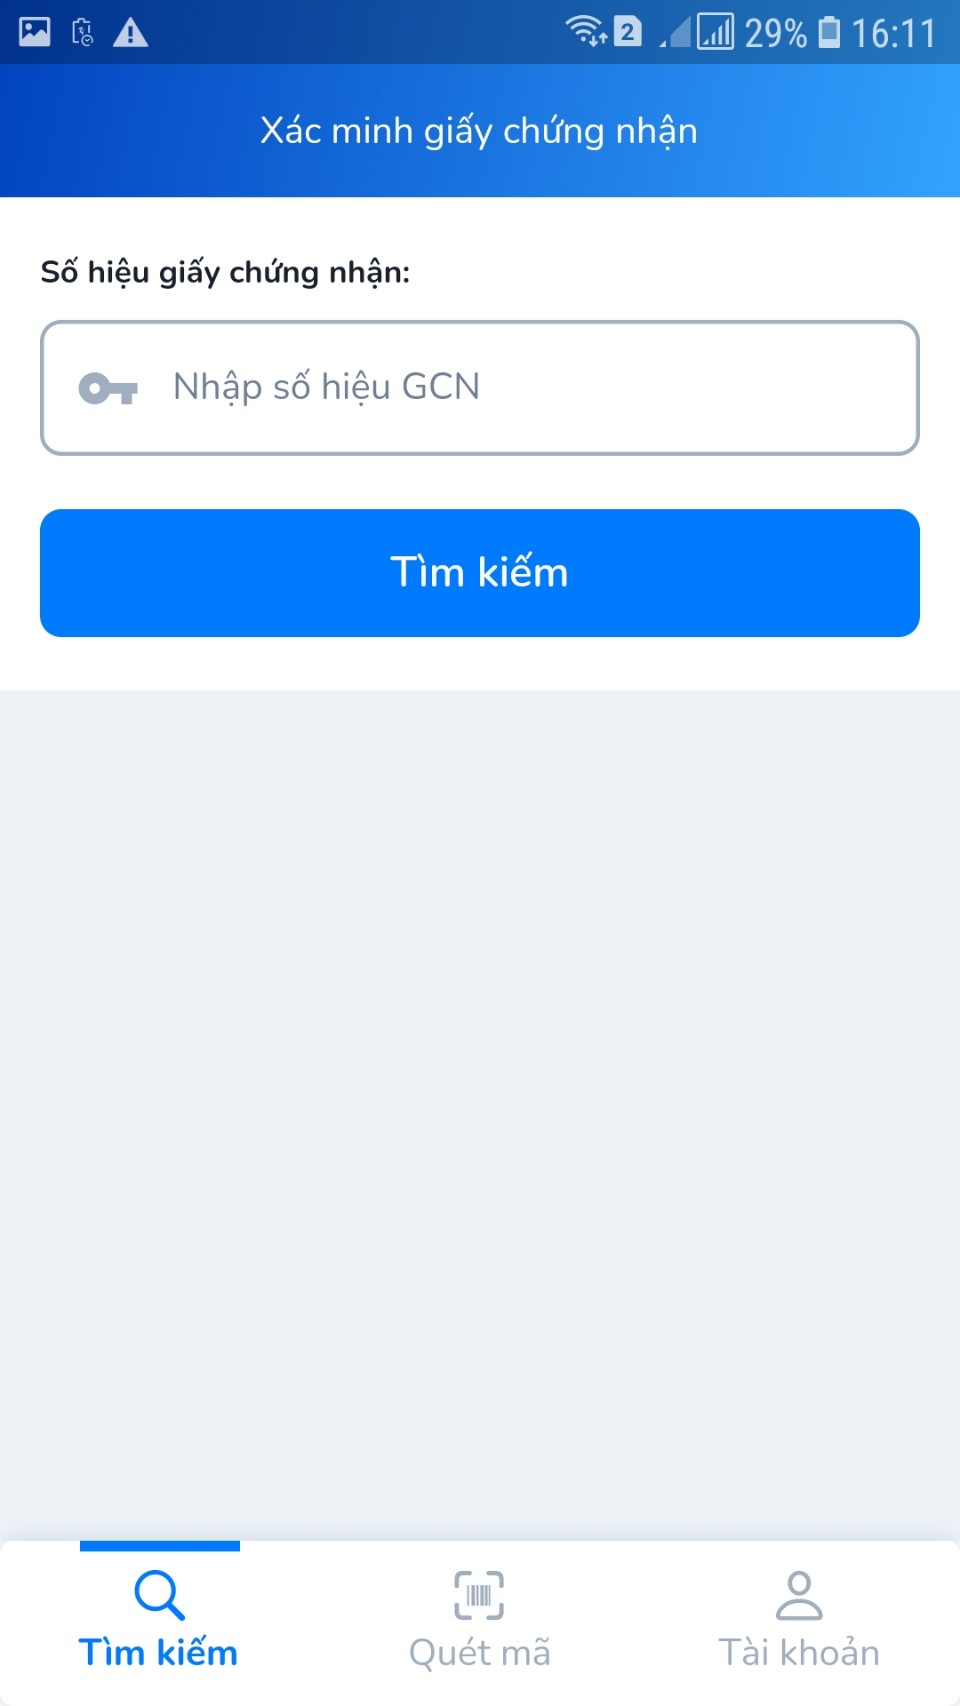 2 29% 16:11
Xác minh giấy chứng nhận
Số hiệu giấy chứng nhận:
Nhập số hiệu GCN
Tìm kiếm
Tìm kiếm Quét mã Tài khoản